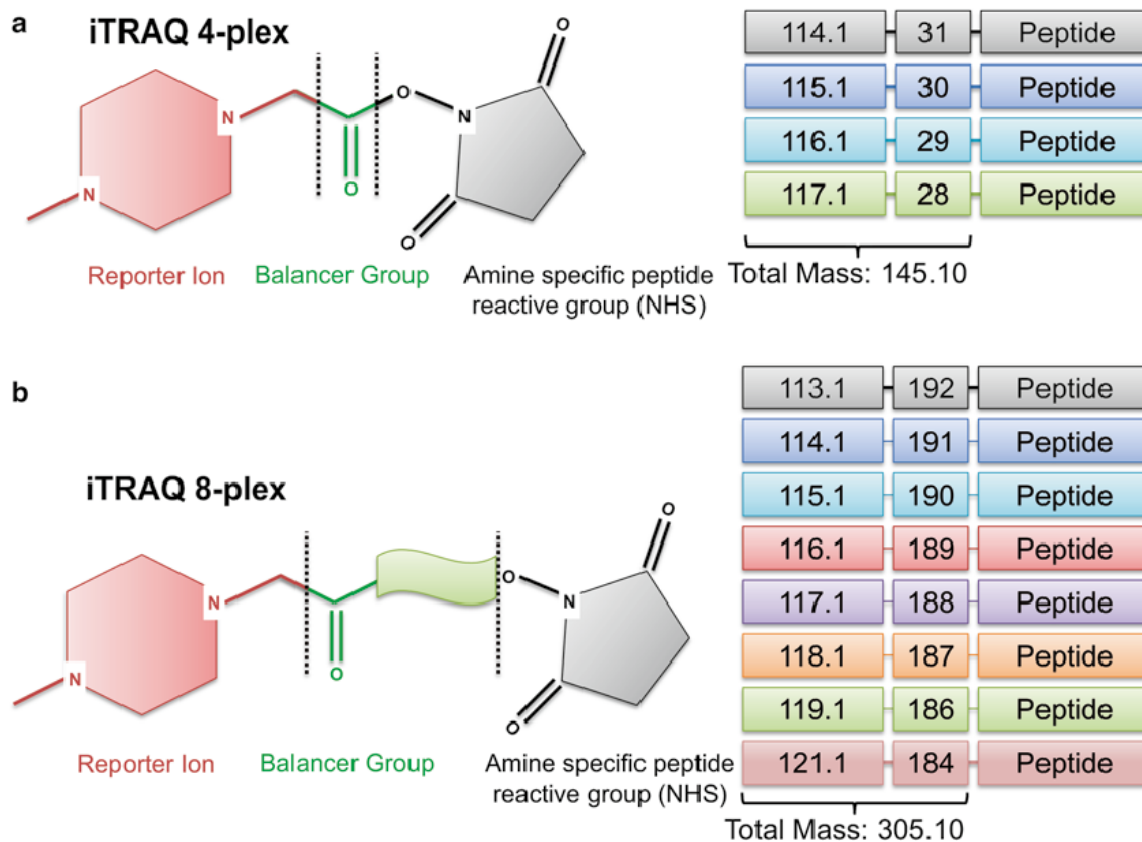 a
iTRAQ 4-plex
O
O
N
N
N
O
O
Reporter Ion
Balancer Group
Amine specific peptide
reactive group (NHS)
114.1 31 Peptide
115.1 30 Peptide
116.1 29 Peptide
117.1 28 Peptide
Total Mass: 145.10
b
iTRAQ 8-plex
O
O
N
N
N
O
O
Reporter Ion
Balancer Group
Amine specific peptide
reactive group (NHS)
113.1 192 Peptide
114.1 191 Peptide
115.1 190 Peptide
116.1 189 Peptide
117.1 188 Peptide
118.1 187 Peptide
119.1 186 Peptide
121.1 184 Peptide
Total Mass: 305.10